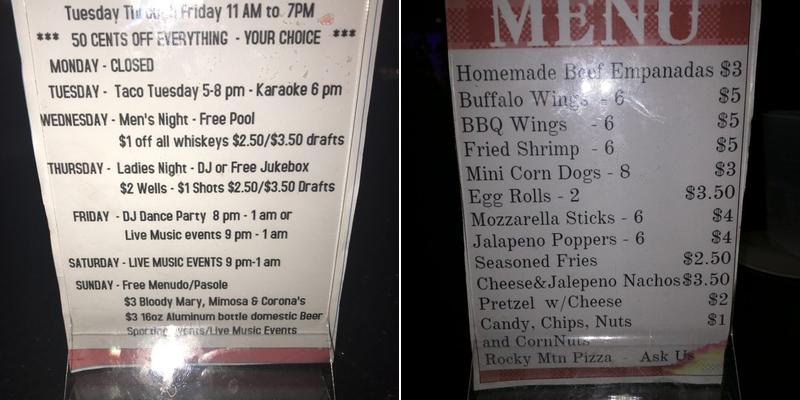 Tuesday Through Friday 11 AM to 7PM
*** 50 CENTS OFF EVERYTHING - YOUR CHOICE ***
MONDAY - CLOSED
TUESDAY - Taco Tuesday 5-8 pm - Karaoke 6 pm
WEDNESDAY - Men's Night - Free Pool
$1 off all whiskeys $2.50/$3.50 drafts
THURSDAY - Ladies Night - DJ or Free Jukebox
$2 Wells - $1 Shots $2.50/$3.50 Drafts
FRIDAY - DJ Dance Party 8 pm - 1 am or
Live Music events 9 pm - 1 am
SATURDAY - LIVE MUSIC EVENTS 9 pm-1 am
SUNDAY - Free Menudo/Pasole
$3 Bloody Mary, Mimosa & Corona's
$3 16oz Aluminum bottle domestic Beer
Sporting Events/Live Music Events
MENU
Homemade Beef Empanadas $3
Buffalo Wings - 6 $5
BBQ Wings - 6 $5
Fried Shrimp - 6 $5
Mini Corn Dogs - 8 $3
Egg Rolls - 2 $3.50
Mozzarella Sticks - 6 $4
Jalapeno Poppers - 6 $4
Seasoned Fries $2.50
Cheese&Jalepeno Nachos $3.50
Pretzel w/Cheese $2
Candy, Chips, Nuts $1
and CornNuts
Rocky Mtn Pizza - Ask Us